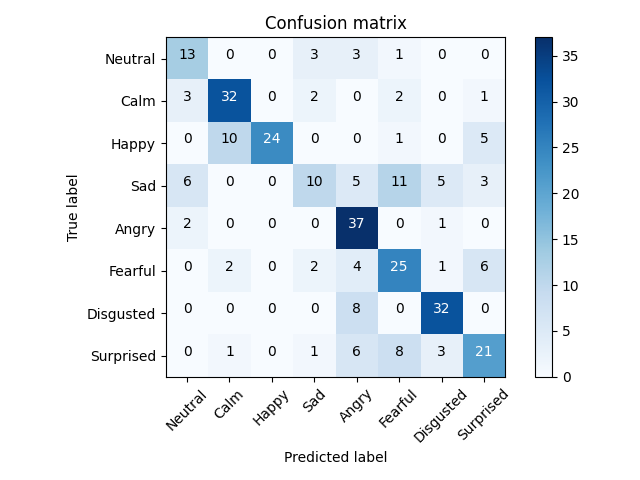 Confusion matrix
True label
Neutral 13 0 0 3 3 1 0 0
Calm 3 32 0 2 0 2 0 1
Happy 0 10 24 0 0 1 0 5
Sad 6 0 0 10 5 11 5 3
Angry 2 0 0 0 37 0 1 0
Fearful 0 2 0 2 4 25 1 6
Disgusted 0 0 0 0 8 0 32 0
Surprised 0 1 0 1 6 8 3 21
Neutral Calm Happy Sad Angry Fearful Disgusted Surprised
Predicted label
35
30
25
20
15
10
5
0